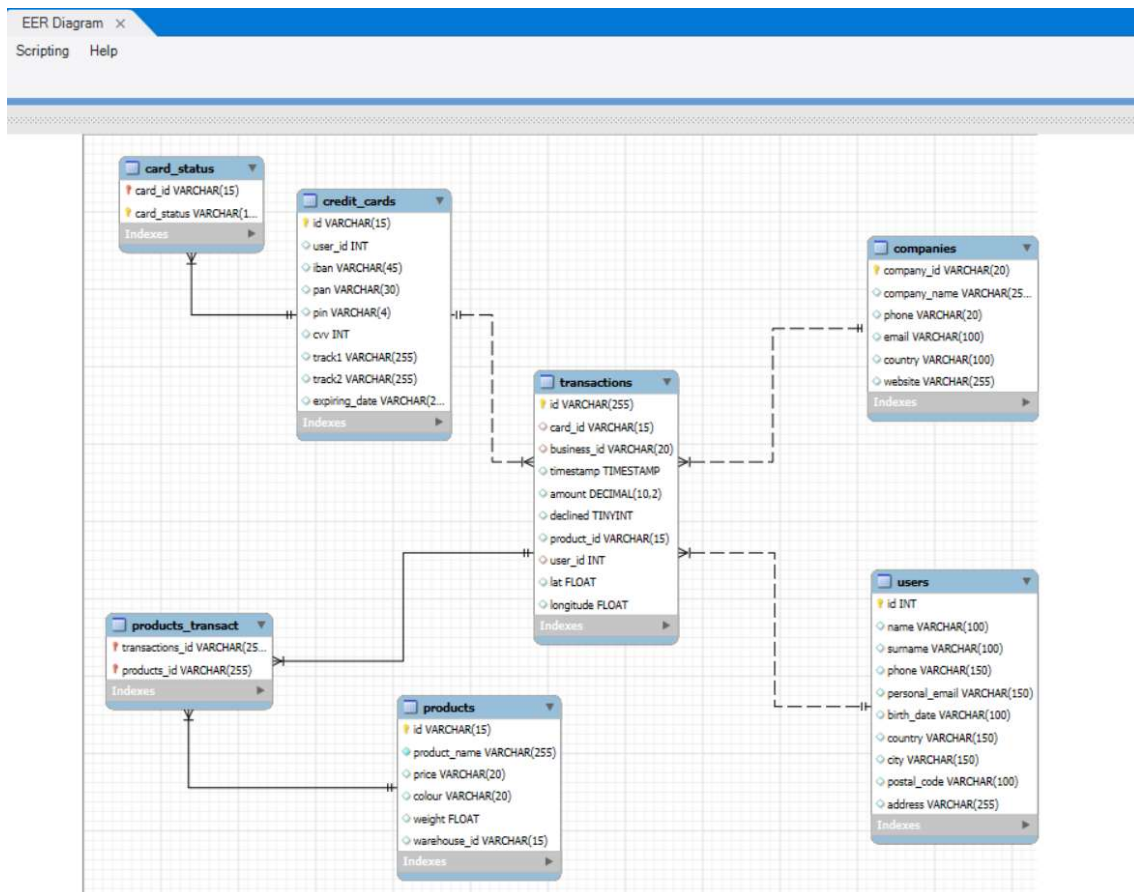 EER Diagram ×
Scripting Help
card_status
card_id VARCHAR(15)
card_status VARCHAR(1...
Indexes
credit_cards
id VARCHAR(15)
user_id INT
iban VARCHAR(45)
pan VARCHAR(30)
pin VARCHAR(4)
cvv INT
track1 VARCHAR(255)
track2 VARCHAR(255)
expiring_date VARCHAR(2...
Indexes
companies
company_id VARCHAR(20)
company_name VARCHAR(25...
phone VARCHAR(20)
email VARCHAR(100)
country VARCHAR(100)
website VARCHAR(255)
Indexes
transactions
id VARCHAR(255)
card_id VARCHAR(15)
business_id VARCHAR(20)
timestamp TIMESTAMP
amount DECIMAL(10,2)
declined TINYINT
product_id VARCHAR(15)
user_id INT
lat FLOAT
longitude FLOAT
Indexes
users
id INT
name VARCHAR(100)
surname VARCHAR(100)
phone VARCHAR(150)
personal_email VARCHAR(150)
birth_date VARCHAR(100)
country VARCHAR(150)
city VARCHAR(150)
postal_code VARCHAR(100)
address VARCHAR(255)
Indexes
products_transact
transactions_id VARCHAR(25...
products_id VARCHAR(255)
Indexes
products
id VARCHAR(15)
product_name VARCHAR(255)
price VARCHAR(20)
colour VARCHAR(20)
weight FLOAT
warehouse_id VARCHAR(15)
Indexes